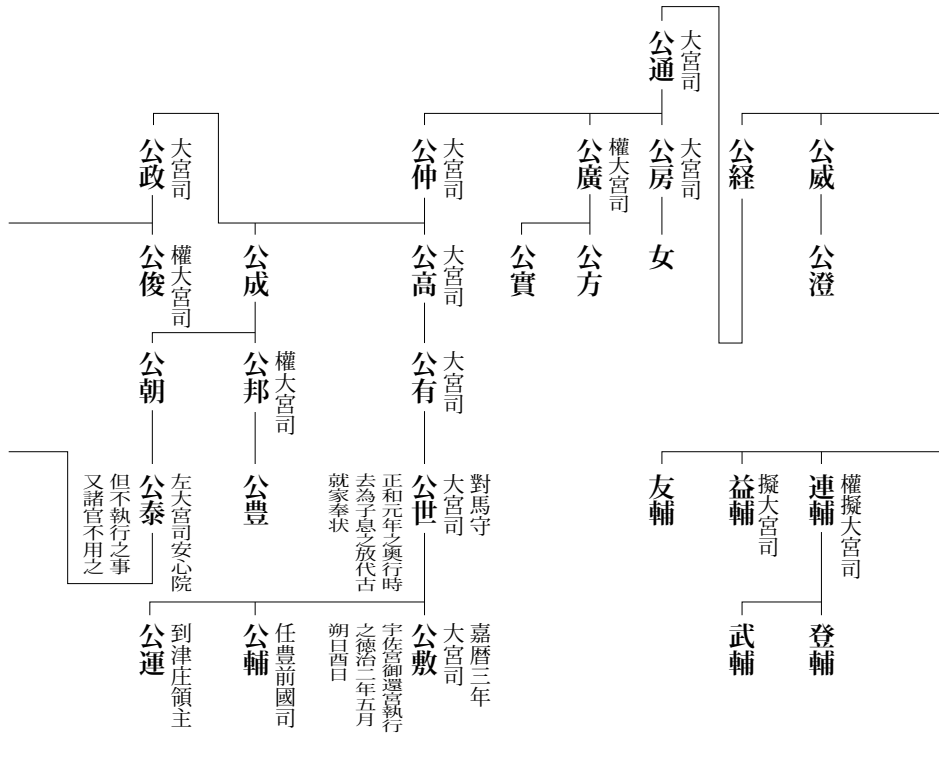 大宮司
公通
公威
公経
大宮司
公房
權大宮司
公廣
大宮司
公仲
大宮司
公政
公澄
女
公方
公實
大宮司
公高
公成
權大宮司
公俊
大宮司
公有
權大宮司
公邦
公朝
權擬大宮司
連輔
擬大宮司
益輔
友輔
對馬守
大宮司
公世
正和元年之奥行時
去為子息之放代古
就家奉状
公豊
左大宮司安心院
公泰
但不執行之事
又諸官不用之
登輔
武輔
嘉暦三年
大宮司
公敷
宇佐宮御還宮執行
之徳治二年五月
朔日酉日
任豊前國司
公輔
到津庄領主
公運